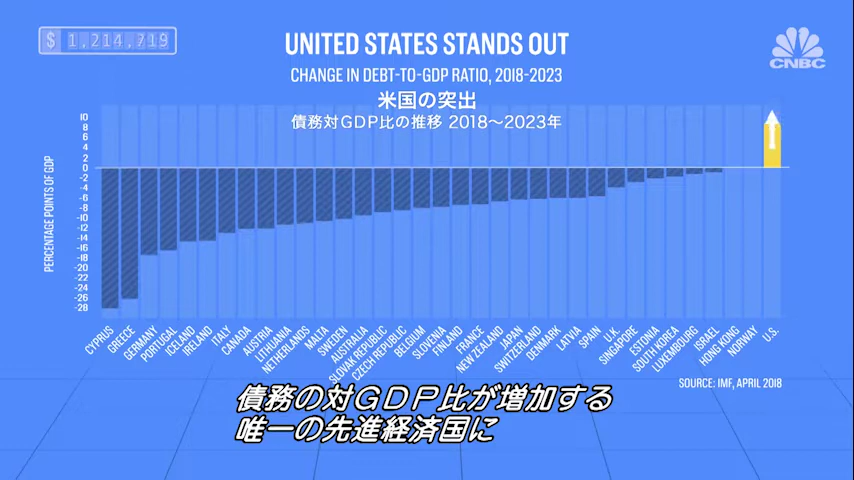 $ 1,214,719
UNITED STATES STANDS OUT
CNBC
CHANGE IN DEBT-TO-GDP RATIO, 2018-2023
米国の突出
債務対GDP比の推移 2018〜2023年
PERCENTAGE POINTS OF GDP
10
8
6
4
2
0
-2
-4
-6
-8
-10
-12
-14
-16
-18
-20
-22
-24
-26
-28
CYPRUS
GREECE
GERMANY
PORTUGAL
ICELAND
IRELAND
ITALY
CANADA
AUSTRIA
LITHUANIA
NETHERLANDS
MALTA
SWEDEN
AUSTRALIA
SLOVAK REPUBLIC
CZECH REPUBLIC
BELGIUM
SLOVENIA
FINLAND
FRANCE
NEW ZEALAND
JAPAN
SWITZERLAND
DENMARK
LATVIA
SPAIN
U.K.
SINGAPORE
ESTONIA
SOUTH KOREA
LUXEMBOURG
ISRAEL
HONG KONG
NORWAY
U.S.
SOURCE: IMF, APRIL 2018
債務の対GDP比が増加する
唯一の先進経済国に